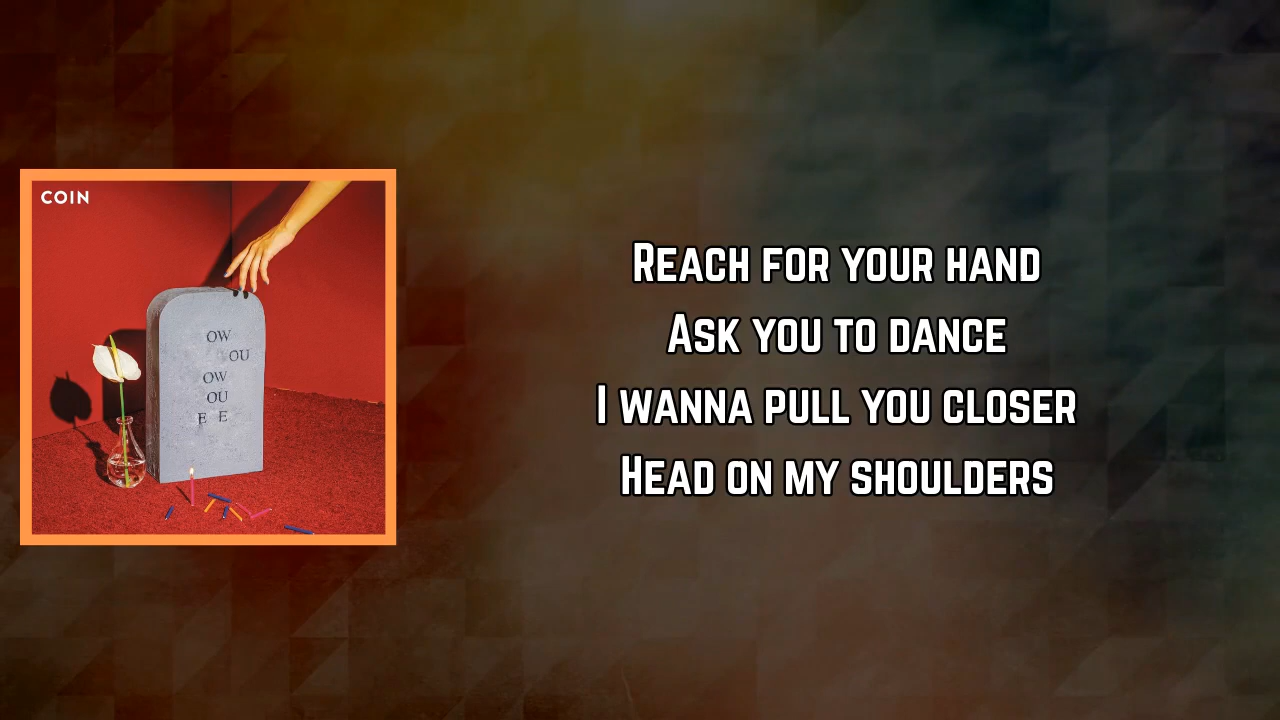 COIN
OW
OU
OW
OU
E E
REACH FOR YOUR HAND
ASK YOU TO DANCE
I WANNA PULL YOU CLOSER
HEAD ON MY SHOULDERS